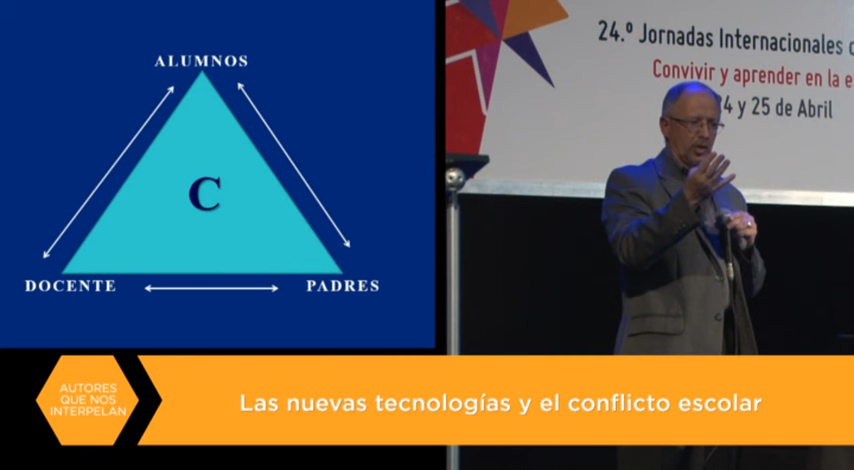 ALUMNOS
C
DOCENTE
PADRES
24.º Jornadas Internacionales
Convivir y aprender en la
4 y 25 de Abril
AUTORES
QUE NOS
INTERPELAN
Las nuevas tecnologías y el conflicto escolar